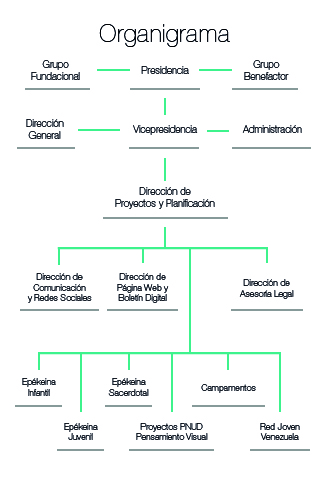 Organigrama
Grupo
Fundacional
Presidencia
Grupo
Benefactor
Dirección
General
Vicepresidencia
Administración
Dirección de
Proyectos y Planificación
Dirección de
Comunicación
y Redes Sociales
Dirección de
Página Web y
Boletín Digital
Dirección de
Asesoría Legal
Epékeina
Infantil
Epékeina
Sacerdotal
Campamentos
Epékeina
Juvenil
Proyectos PNUD
Pensamiento Visual
Red Joven
Venezuela